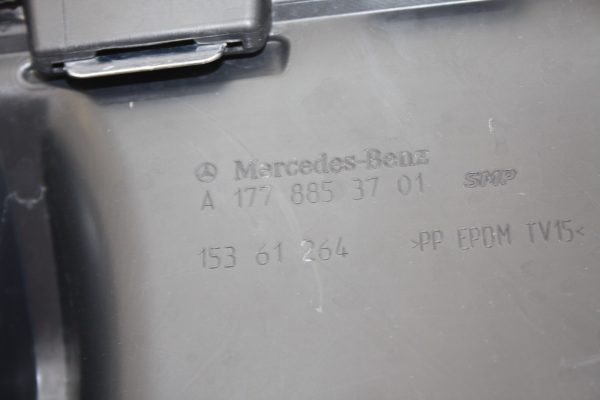 Mercedes-Benz
A 177 885 37 01 SMP
153 61 264 >PP EPDM TV15<